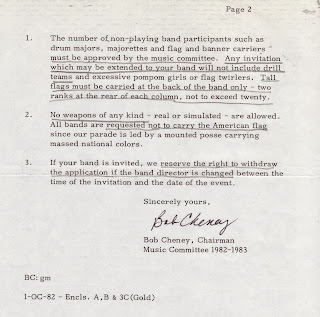 Page 2
1. The number of non-playing band participants such as
drum majors, majorettes and flag and banner carriers
must be approved by the music committee. Any invitation
which may be extended to your band will not include drill
teams and excessive pompom girls or flag twirlers. Tall
flags must be carried at the back of the band only - two
ranks at the rear of each column, not to exceed twenty.
2. No weapons of any kind - real or simulated - are allowed.
All bands are requested not to carry the American flag
since our parade is led by a mounted posse carrying
massed national colors.
3. If your band is invited, we reserve the right to withdraw
the application if the band director is changed between the
time of the invitation and the date of the event.
Sincerely yours,
Bob Cheney
Bob Cheney, Chairman
Music Committee 1982-1983
BC: gm
1-OC-82 - Encls. A,B & 3C(Gold)